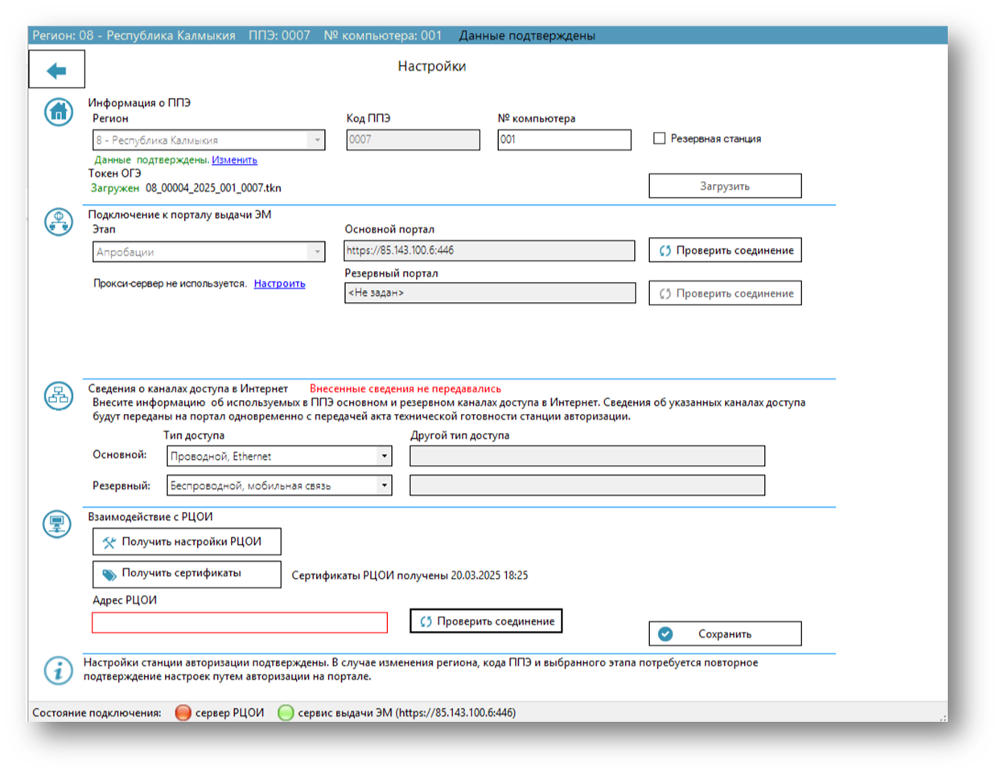 Регион: 08 - Республика Калмыкия ППЭ: 0007 № компьютера: 001 Данные подтверждены
Настройки
Информация о ППЭ
Регион Код ППЭ № компьютера
8 - Республика Калмыкия 0007 001 Резервная станция
Данные подтверждены. Изменить
Токен ОГЭ
Загружен 08_00004_2025_001_0007.tkn Загрузить
Подключение к порталу выдачи ЭМ
Этап Основной портал
Апробации https://85.143.100.6:446 Проверить соединение
Резервный портал
Прокси-сервер не используется. Настроить
<Не задан> Проверить соединение
Сведения о каналах доступа в Интернет Внесенные сведения не передавались
Внесите информацию об используемых в ППЭ основном и резервном каналах доступа в Интернет. Сведения об указанных каналах доступа
будут переданы на портал одновременно с передачей акта технической готовности станции авторизации.
Тип доступа Другой тип доступа
Основной: Проводной, Ethernet
Резервный: Беспроводной, мобильная связь
Взаимодействие с РЦОИ
Получить настройки РЦОИ
Получить сертификаты Сертификаты РЦОИ получены 20.03.2025 18:25
Адрес РЦОИ
Проверить соединение
Сохранить
Настройки станции авторизации подтверждены. В случае изменения региона, кода ППЭ и выбранного этапа потребуется повторное
подтверждение настроек путем авторизации на портале.
Состояние подключения: сервер РЦОИ сервис выдачи ЭМ (https://85.143.100.6:446)